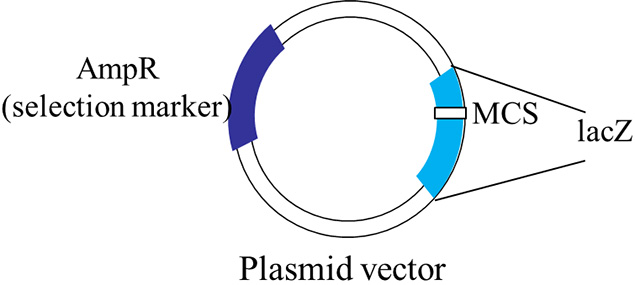 AmpR
(selection marker)
MCS
lacZ
Plasmid vector